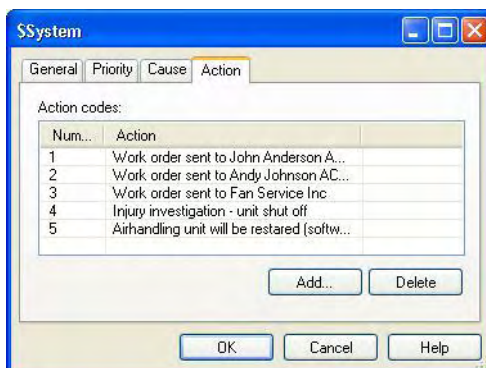 $System
General Priority Cause Action
Action codes:
Num... Action
1 Work order sent to John Anderson A...
2 Work order sent to Andy Johnson AC...
3 Work order sent to Fan Service Inc
4 Injury investigation - unit shut off
5 Airhandling unit will be restared (softw...
Add... Delete
OK Cancel Help